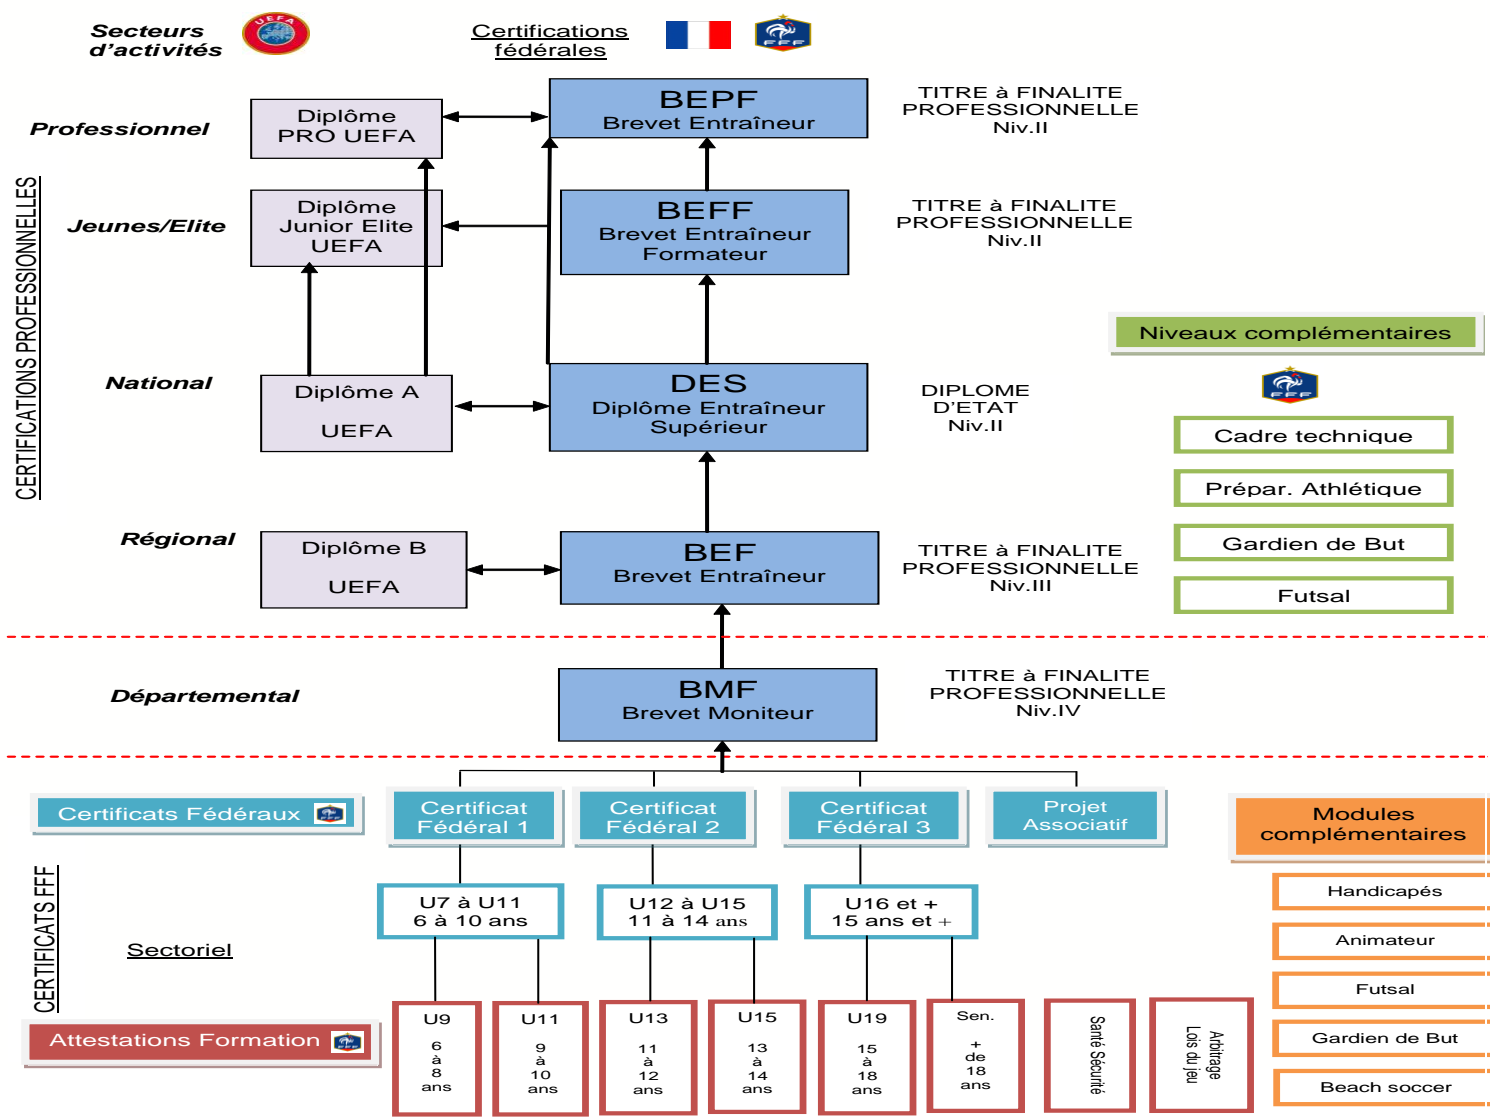 Secteurs
d'activités
UEFA
Certifications
fédérales
FFF
CERTIFICATIONS PROFESSIONNELLES
Professionnel
Diplôme
PRO UEFA
BEPF
Brevet Entraîneur
TITRE à FINALITE
PROFESSIONNELLE
Niv.II
Jeunes/Elite
Diplôme
Junior Elite
UEFA
BEFF
Brevet Entraîneur
Formateur
TITRE à FINALITE
PROFESSIONNELLE
Niv.II
National
Diplôme A
UEFA
DES
Diplôme Entraîneur
Supérieur
DIPLOME
D'ETAT
Niv.II
Régional
Diplôme B
UEFA
BEF
Brevet Entraîneur
TITRE à FINALITE
PROFESSIONNELLE
Niv.III
Niveaux complémentaires
FFF
Cadre technique
Prépar. Athlétique
Gardien de But
Futsal
Départemental
BMF
Brevet Moniteur
TITRE à FINALITE
PROFESSIONNELLE
Niv.IV
Certificats Fédéraux
Certificat
Fédéral 1
Certificat
Fédéral 2
Certificat
Fédéral 3
Projet
Associatif
CERTIFICATS FFF
Sectoriel
U7 à U11
6 à 10 ans
U12 à U15
11 à 14 ans
U16 et +
15 ans et +
Attestations Formation
U9
6
à
8
ans
U11
9
à
10
ans
U13
11
à
12
ans
U15
13
à
14
ans
U19
15
à
18
ans
Sen.
+
de
18
ans
Santé Sécurité
Arbitrage
Lois du jeu
Modules
complémentaires
Handicapés
Animateur
Futsal
Gardien de But
Beach soccer